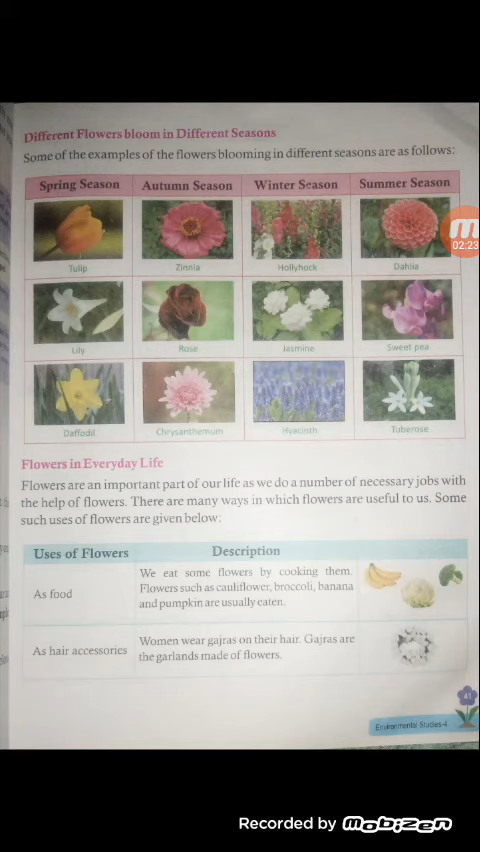 Different Flowers bloom in Different Seasons
Some of the examples of the flowers blooming in different seasons are as follows:
Spring Season Autumn Season Winter Season Summer Season
Tulip Zinnia Hollyhock Dahlia
02:23
Lily Rose Jasmine Sweet pea
Daffodil Chrysanthemum Hyacinth Tuberose
Flowers in Everyday Life
Flowers are an important part of our life as we do a number of necessary jobs with
the help of flowers. There are many ways in which flowers are useful to us. Some
such uses of flowers are given below:
Uses of Flowers Description
As food
We eat some flowers by cooking them.
Flowers such as cauliflower, broccoli, banana
and pumpkin are usually eaten.
As hair accessories
Women wear gajras on their hair. Gajras are
the garlands made of flowers.
41
Environmental Studies-4
Recorded by mobizen